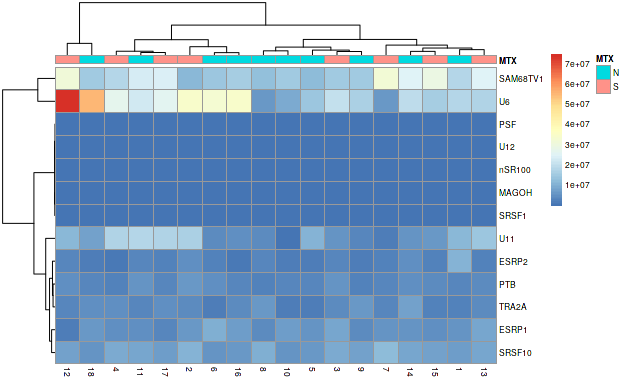 MTX
SAM68TV1
U6
PSF
U12
nSR100
MAGOH
SRSF1
U11
ESRP2
PTB
TRA2A
ESRP1
SRSF10
12 18 4 11 17 2 6 16 8 10 5 3 9 7 14 15 1 13
7e+07
6e+07
5e+07
4e+07
3e+07
2e+07
1e+07
MTX
N
S